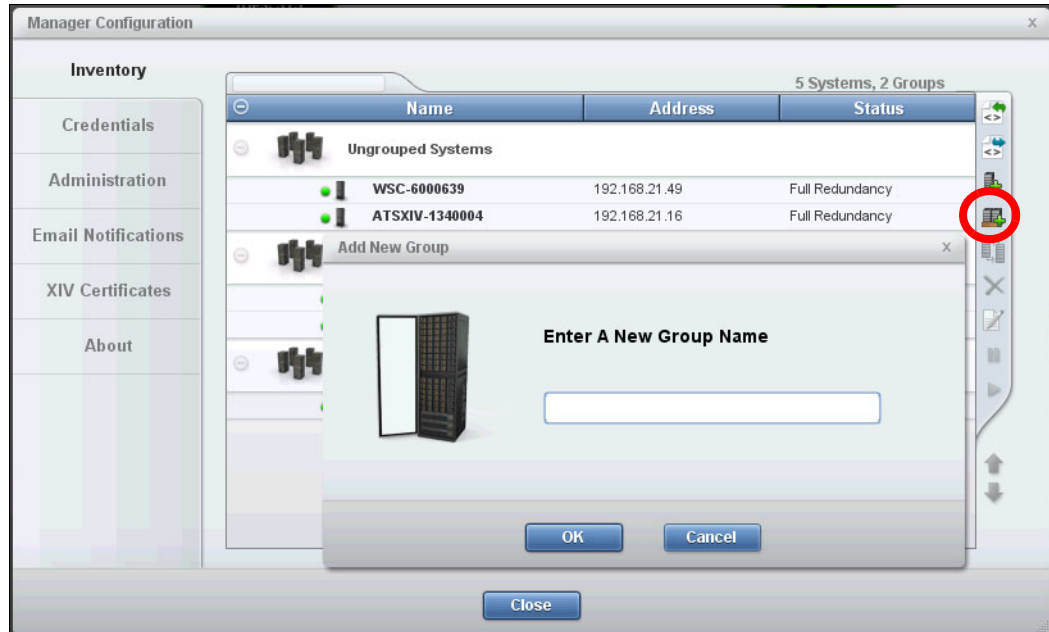 Manager Configuration
x
Inventory
Credentials
Administration
Email Notifications
XIV Certificates
About
5 Systems, 2 Groups
Name Address Status
Ungrouped Systems
WSC-6000639 192.168.21.49 Full Redundancy
ATSXIV-1340004 192.168.21.16 Full Redundancy
Add New Group
x
Enter A New Group Name
OK Cancel
Close